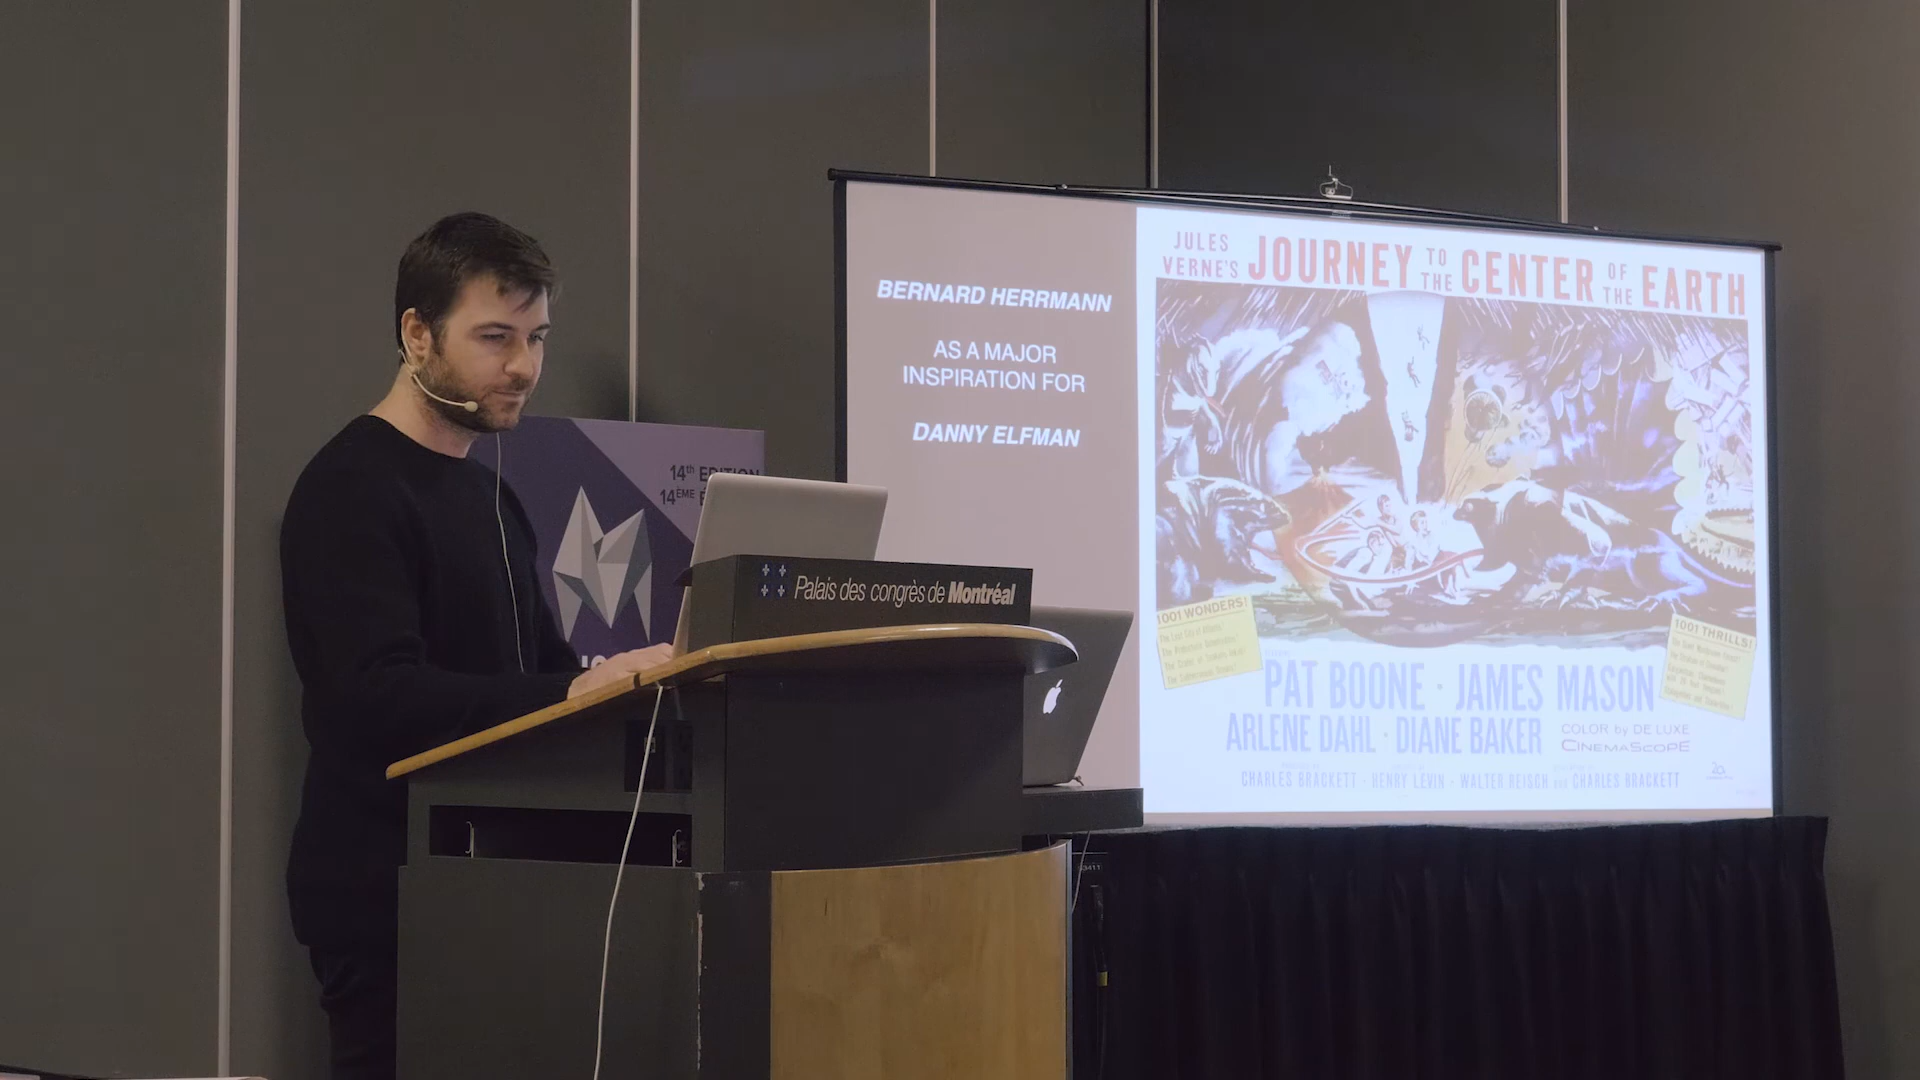 BERNARD HERRMANN
AS A MAJOR
INSPIRATION FOR
DANNY ELFMAN
JULES
VERNE'S
JOURNEY TO THE CENTER OF THE EARTH
1001 WONDERS!
1001 THRILLS!
PAT BOONE · JAMES MASON
ARLENE DAHL · DIANE BAKER
COLOR by DE LUXE
CINEMASCOPE
CHARLES BRACKETT · HENRY LEVIN · WALTER REISCH and CHARLES BRACKETT
14th
14ÈME
Palais des congrès de Montréal